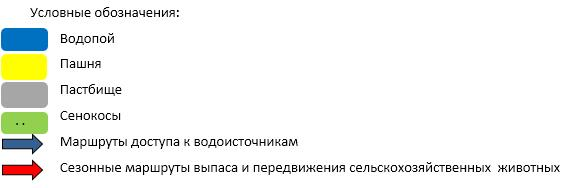 Условные обозначения:
Водопой
Пашня
Пастбище
Сенокосы
Маршруты доступа к водоисточникам
Сезонные маршруты выпаса и передвижения сельскохозяйственных животных